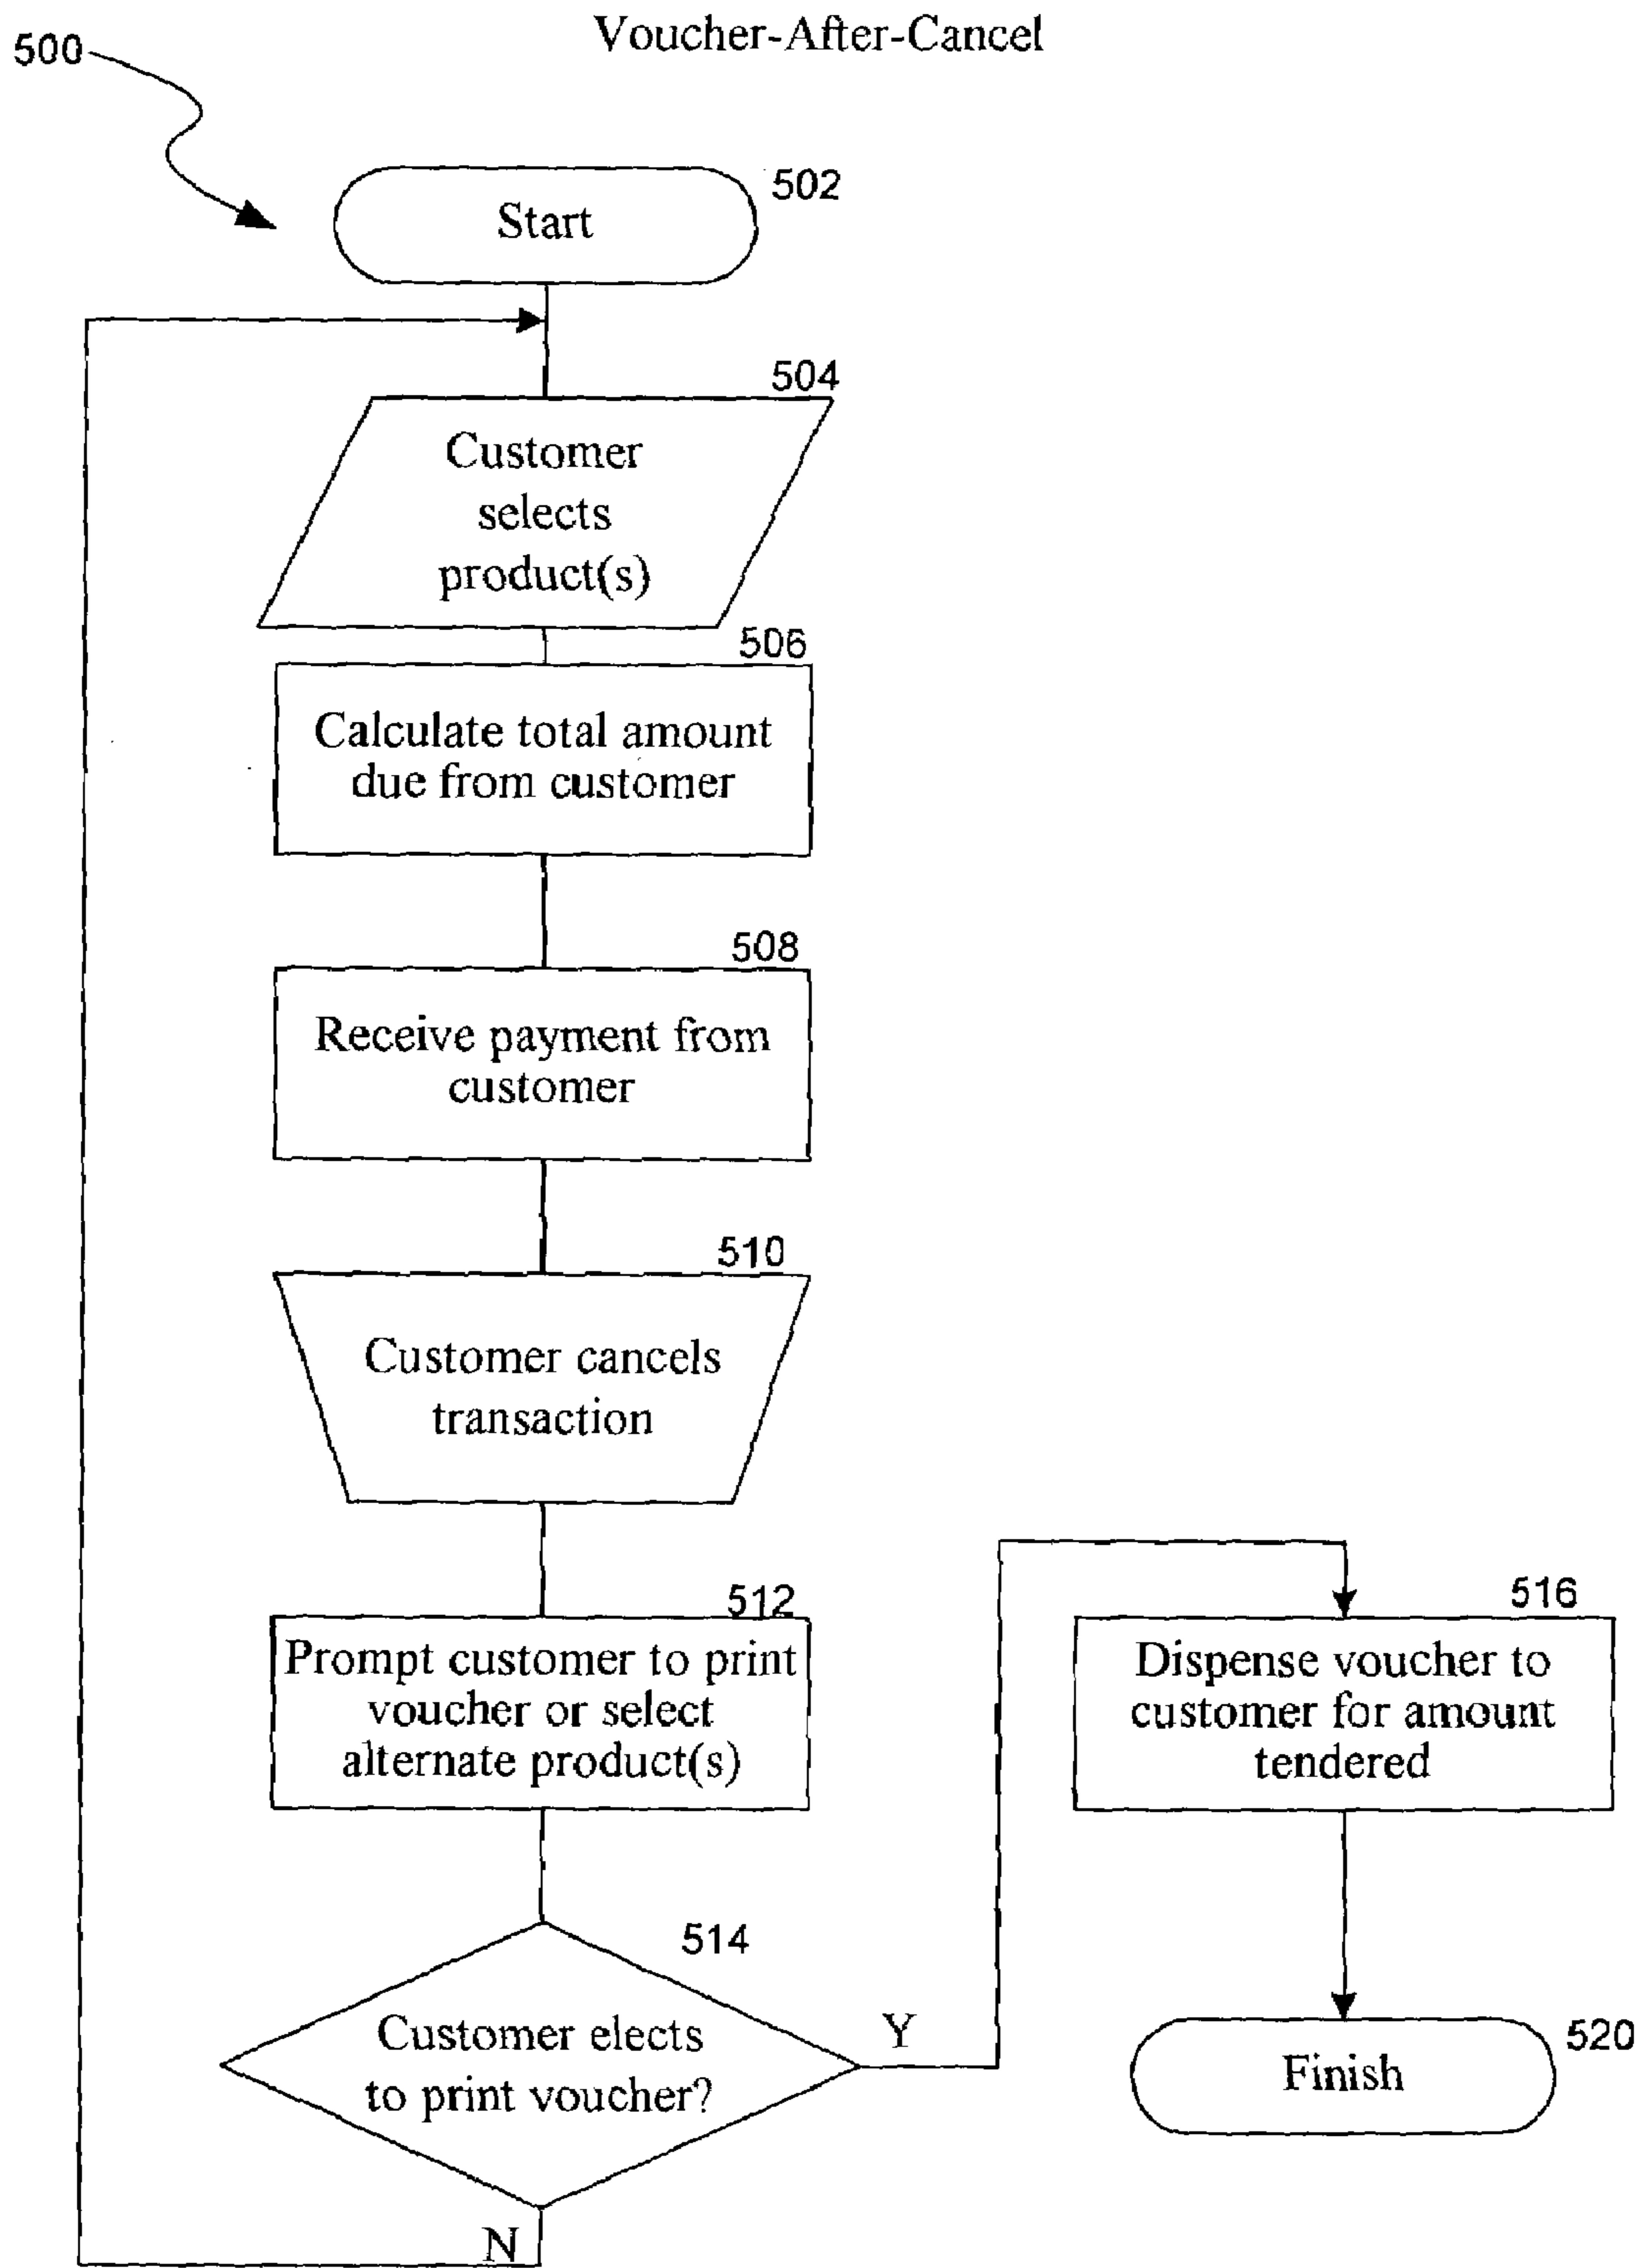 Voucher-After-Cancel
500
502
Start
504
Customer
selects
product(s)
506
Calculate total amount
due from customer
508
Receive payment from
customer
510
Customer cancels
transaction
512
Prompt customer to print
voucher or select
alternate product(s)
514
Customer elects
to print voucher?
Y
N
516
Dispense voucher to
customer for amount
tendered
520
Finish